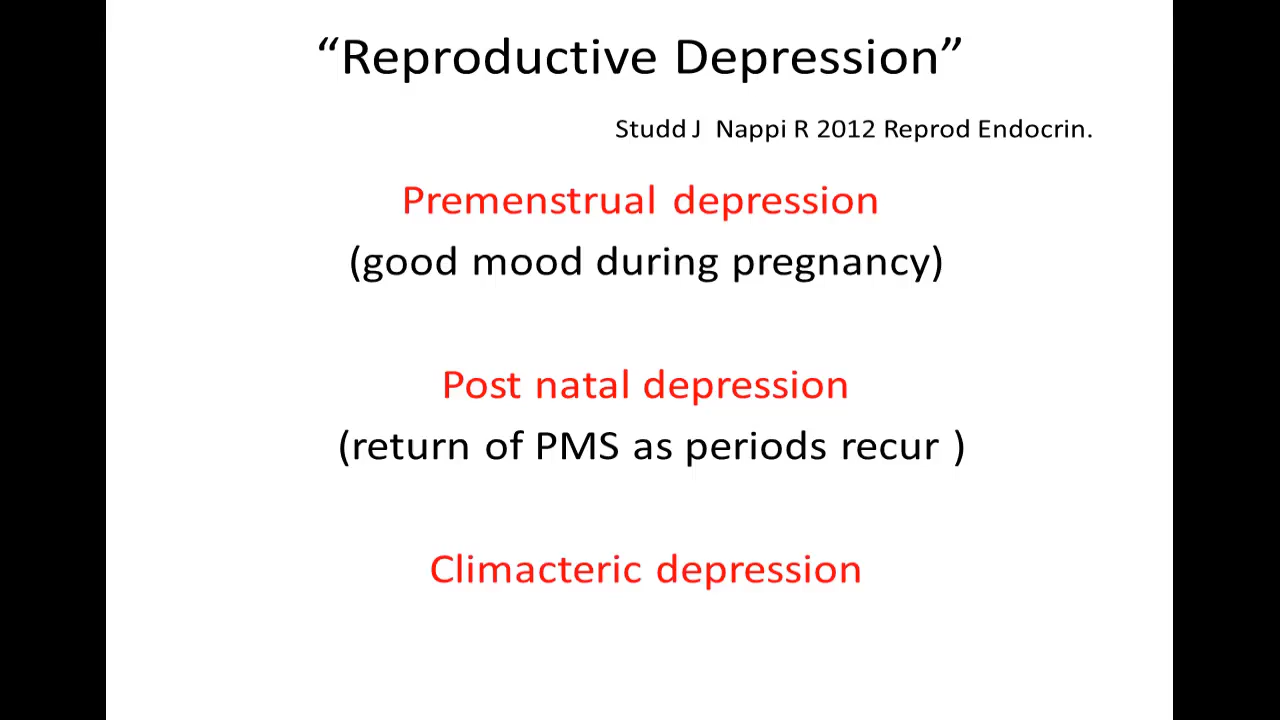 “Reproductive Depression”
Studd J  Nappi R 2012 Reprod Endocrin.
Premenstrual depression
(good mood during pregnancy)
Post natal depression
(return of PMS as periods recur )
Climacteric depression